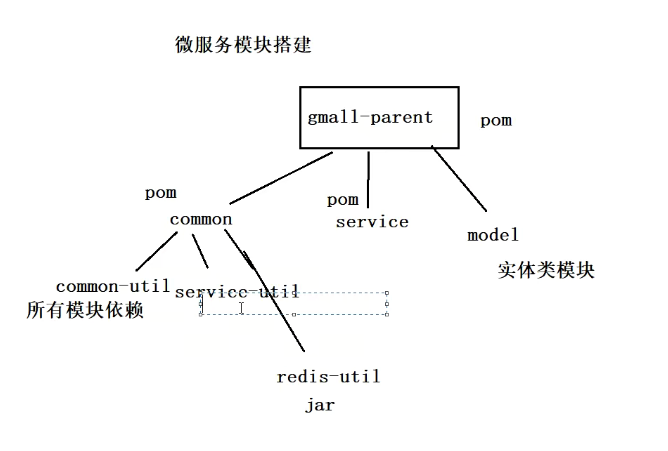 微服务模块搭建
gmall-parent
pom
pom
common
pom
service
model
实体类模块
common-util
所有模块依赖
service-util
redis-util
jar